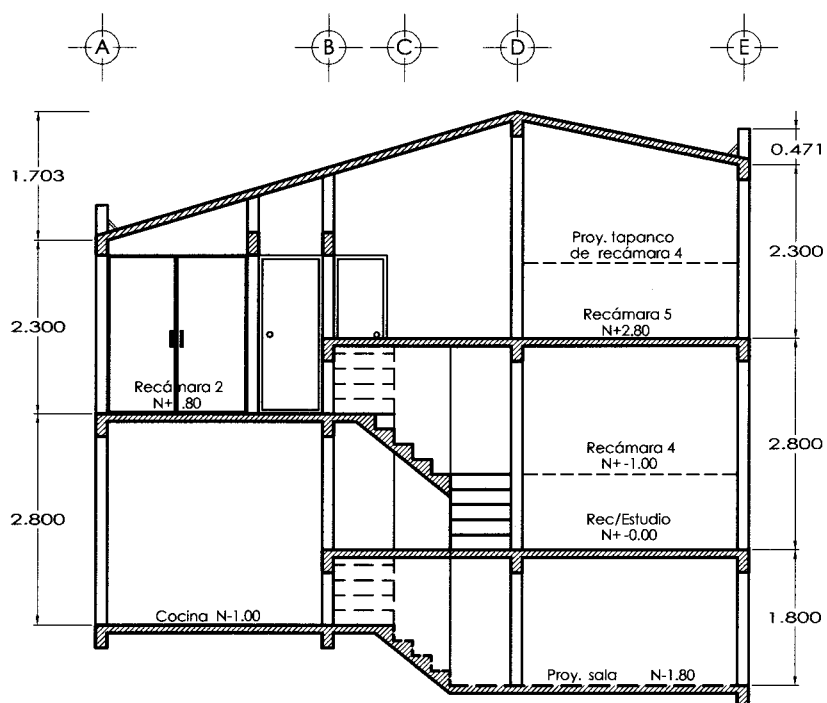 A B C D E
1.703
2.300
2.800
0.471
2.300
2.800
1.800
Proy. tapanco
de recámara 4
Recámara 5
N+2.80
Recámara 2
N+1.80
Recámara 4
N+-1.00
Rec/Estudio
N+-0.00
Cocina N-1.00
Proy. sala N-1.80